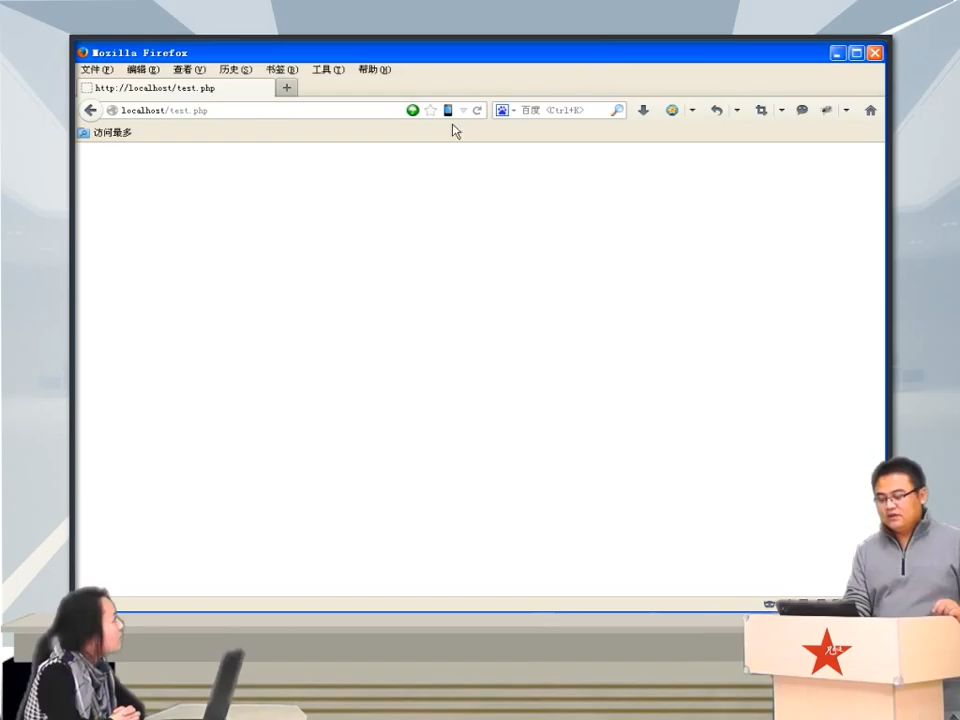 Mozilla Firefox
文件(F) 编辑(E) 查看(V) 历史(S) 书签(B) 工具(T) 帮助(H)
http://localhost/test.php
localhost/test.php 百度 <Ctrl+K>
访问最多